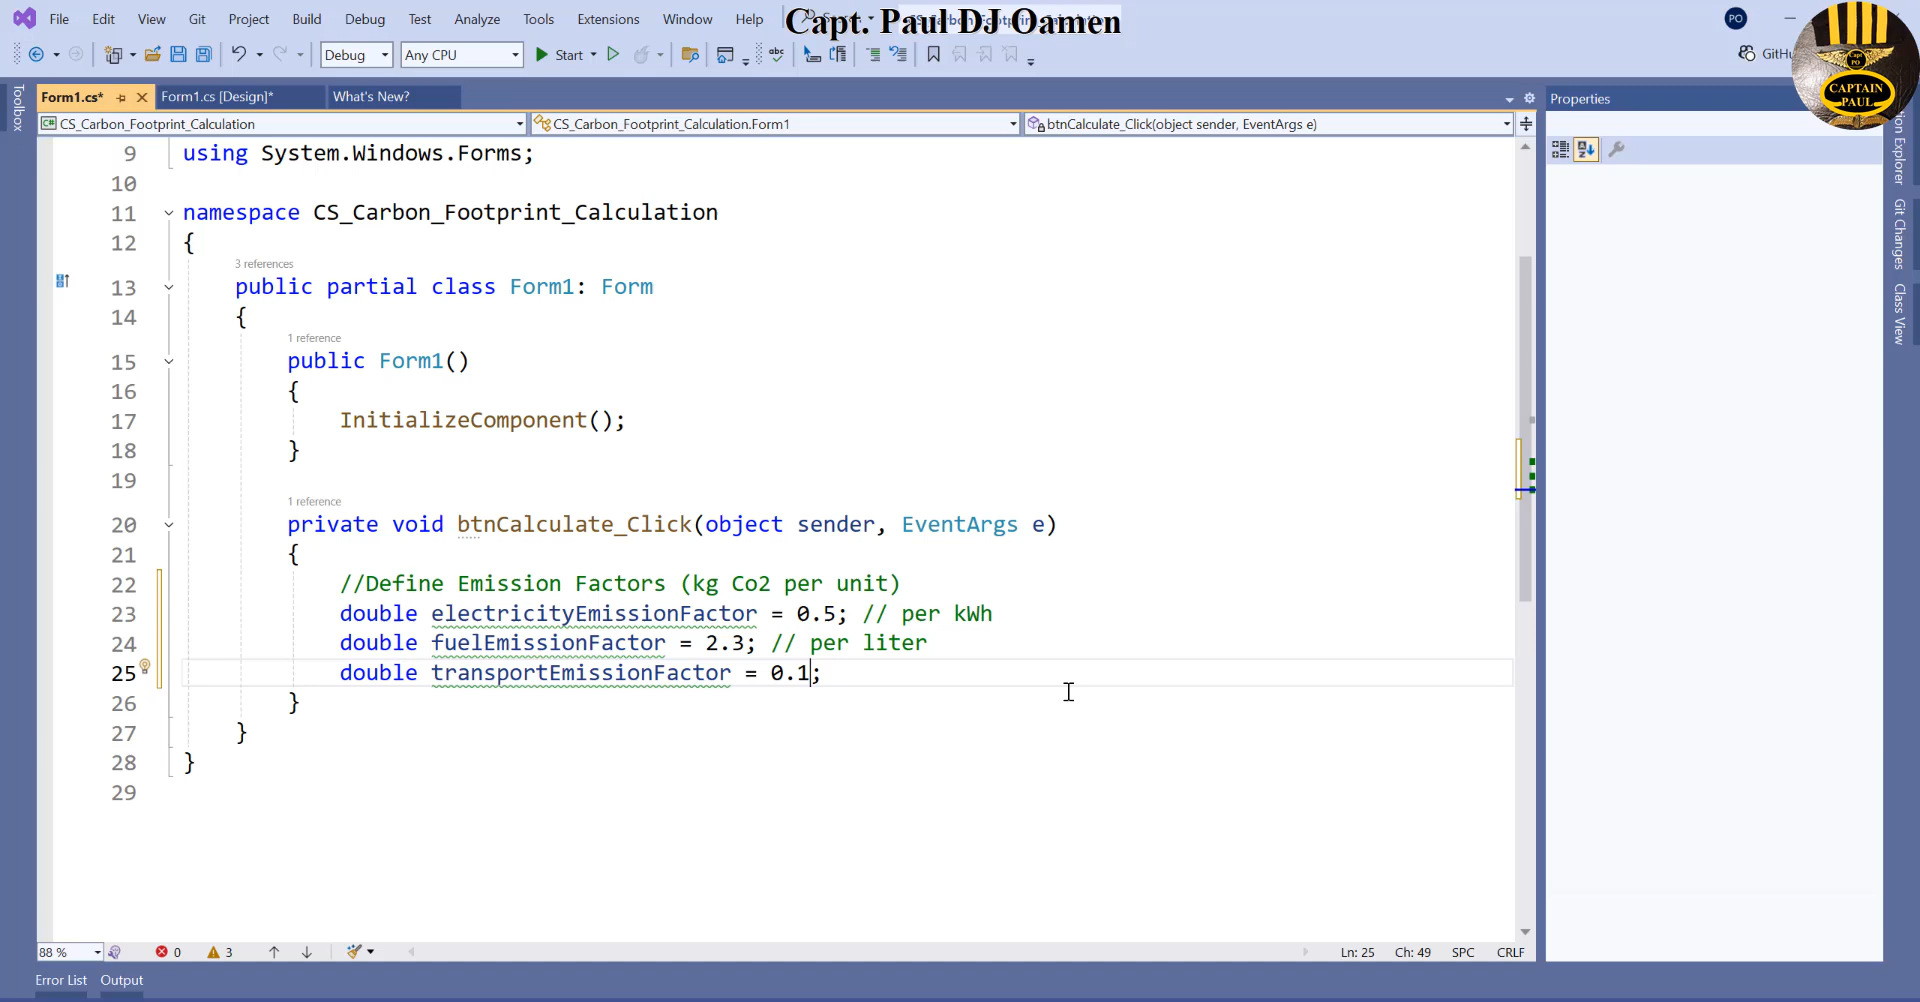 File Edit View Git Project Build Debug Test Analyze Tools Extensions Window Help
Capt. Paul DJ Oamen
PO
Debug Any CPU Start
GitHu
CAPTAIN
PAUL
Toolbox
Form1.cs* Form1.cs [Design]* What's New?
Properties
CS_Carbon_Footprint_Calculation CS_Carbon_Footprint_Calculation.Form1 btnCalculate_Click(object sender, EventArgs e)
9 using System.Windows.Forms;
10
11 namespace CS_Carbon_Footprint_Calculation
12 {
3 references
13 public partial class Form1: Form
14 {
1 reference
15 public Form1()
16 {
17 InitializeComponent();
18 }
19
1 reference
20 private void btnCalculate_Click(object sender, EventArgs e)
21 {
22 //Define Emission Factors (kg Co2 per unit)
23 double electricityEmissionFactor = 0.5; // per kWh
24 double fuelEmissionFactor = 2.3; // per liter
25 double transportEmissionFactor = 0.1;
26 }
27 }
28 }
29
ion Explorer
Git Changes
Class View
88 % 0 3 Ln: 25 Ch: 49 SPC CRLF
Error List Output